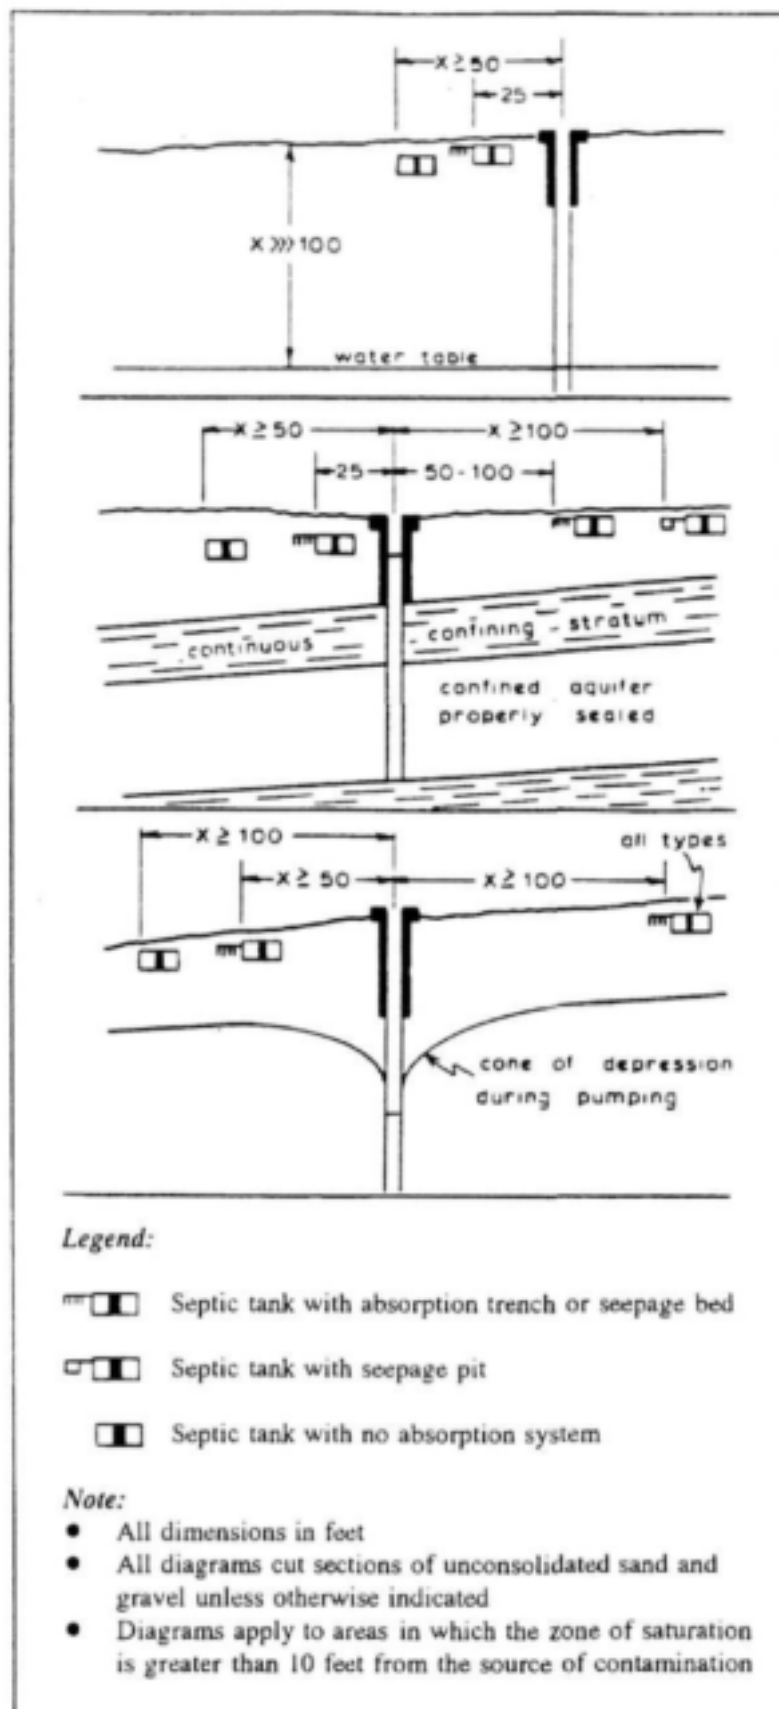 X ≥ 50
25
X ⟩⟩⟩ 100
water table
X ≥ 50 X ≥ 100
25 50 - 100
continuous confining stratum
confined aquifer
properly sealed
X ≥ 100 all types
X ≥ 50 X ≥ 100
cone of depression
during pumping
Legend:
Septic tank with absorption trench or seepage bed
Septic tank with seepage pit
Septic tank with no absorption system
Note:
● All dimensions in feet
● All diagrams cut sections of unconsolidated sand and
gravel unless otherwise indicated
● Diagrams apply to areas in which the zone of saturation
is greater than 10 feet from the source of contamination